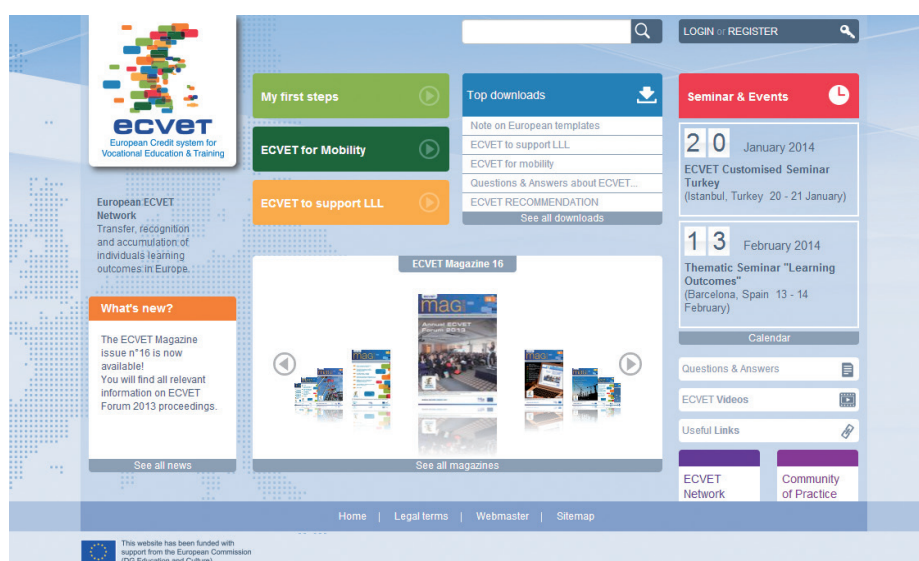 ecvet
European Credit system for
Vocational Education & Training
LOGIN or REGISTER
My first steps
ECVET for Mobility
ECVET to support LLL
Top downloads
Note on European templates
ECVET to support LLL
ECVET for mobility
Questions & Answers about ECVET...
ECVET RECOMMENDATION
See all downloads
Seminar & Events
20 January 2014
ECVET Customised Seminar
Turkey
(Istanbul, Turkey 20 - 21 January)
13 February 2014
Thematic Seminar "Learning
Outcomes"
(Barcelona, Spain 13 - 14
February)
Calendar
European ECVET
Network
Transfer, recognition
and accumulation of
individuals learning
outcomes in Europe.
What's new?
The ECVET Magazine
issue n°16 is now
available!
You will find all relevant
information on ECVET
Forum 2013 proceedings.
See all news
ECVET Magazine 16
mag
Annual ECVET
Forum 2013
See all magazines
Questions & Answers
ECVET Videos
Useful Links
ECVET
Network
Community
of Practice
Home | Legal terms | Webmaster | Sitemap
This website has been funded with
support from the European Commission
(DG Education and Culture)